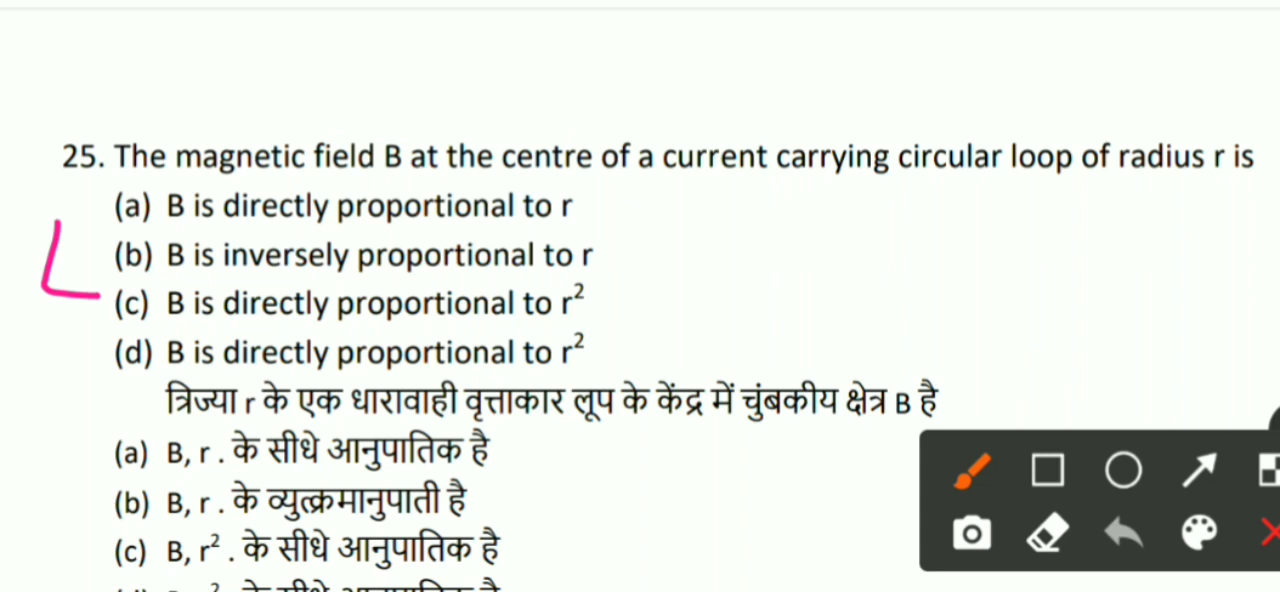 25. The magnetic field B at the centre of a current carrying circular loop of radius r is
(a) B is directly proportional to r
(b) B is inversely proportional to r
(c) B is directly proportional to r²
(d) B is directly proportional to r²
त्रिज्या r के एक धारावाही वृत्ताकार लूप के केंद्र में चुंबकीय क्षेत्र B है
(a) B, r . के सीधे आनुपातिक है
(b) B, r . के व्युत्क्रमानुपाती है
(c) B, r² . के सीधे आनुपातिक है